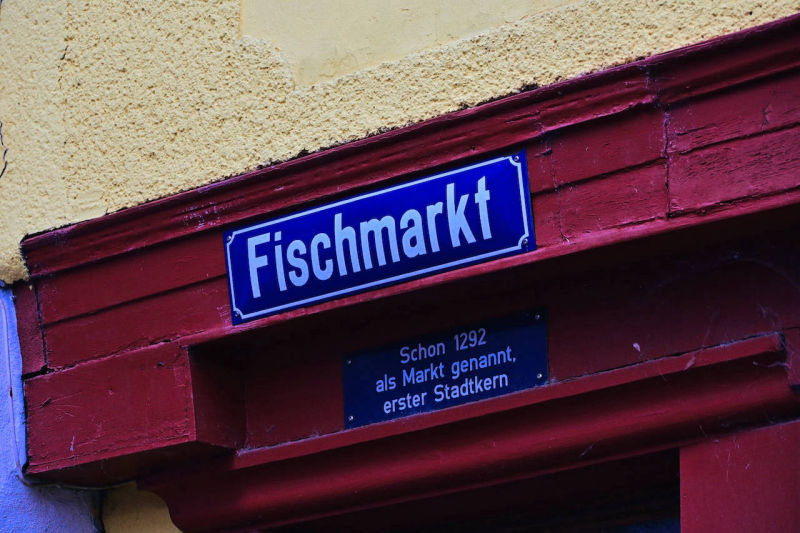 Fischmarkt
Schon 1292
als Markt genannt,
erster Stadtkern